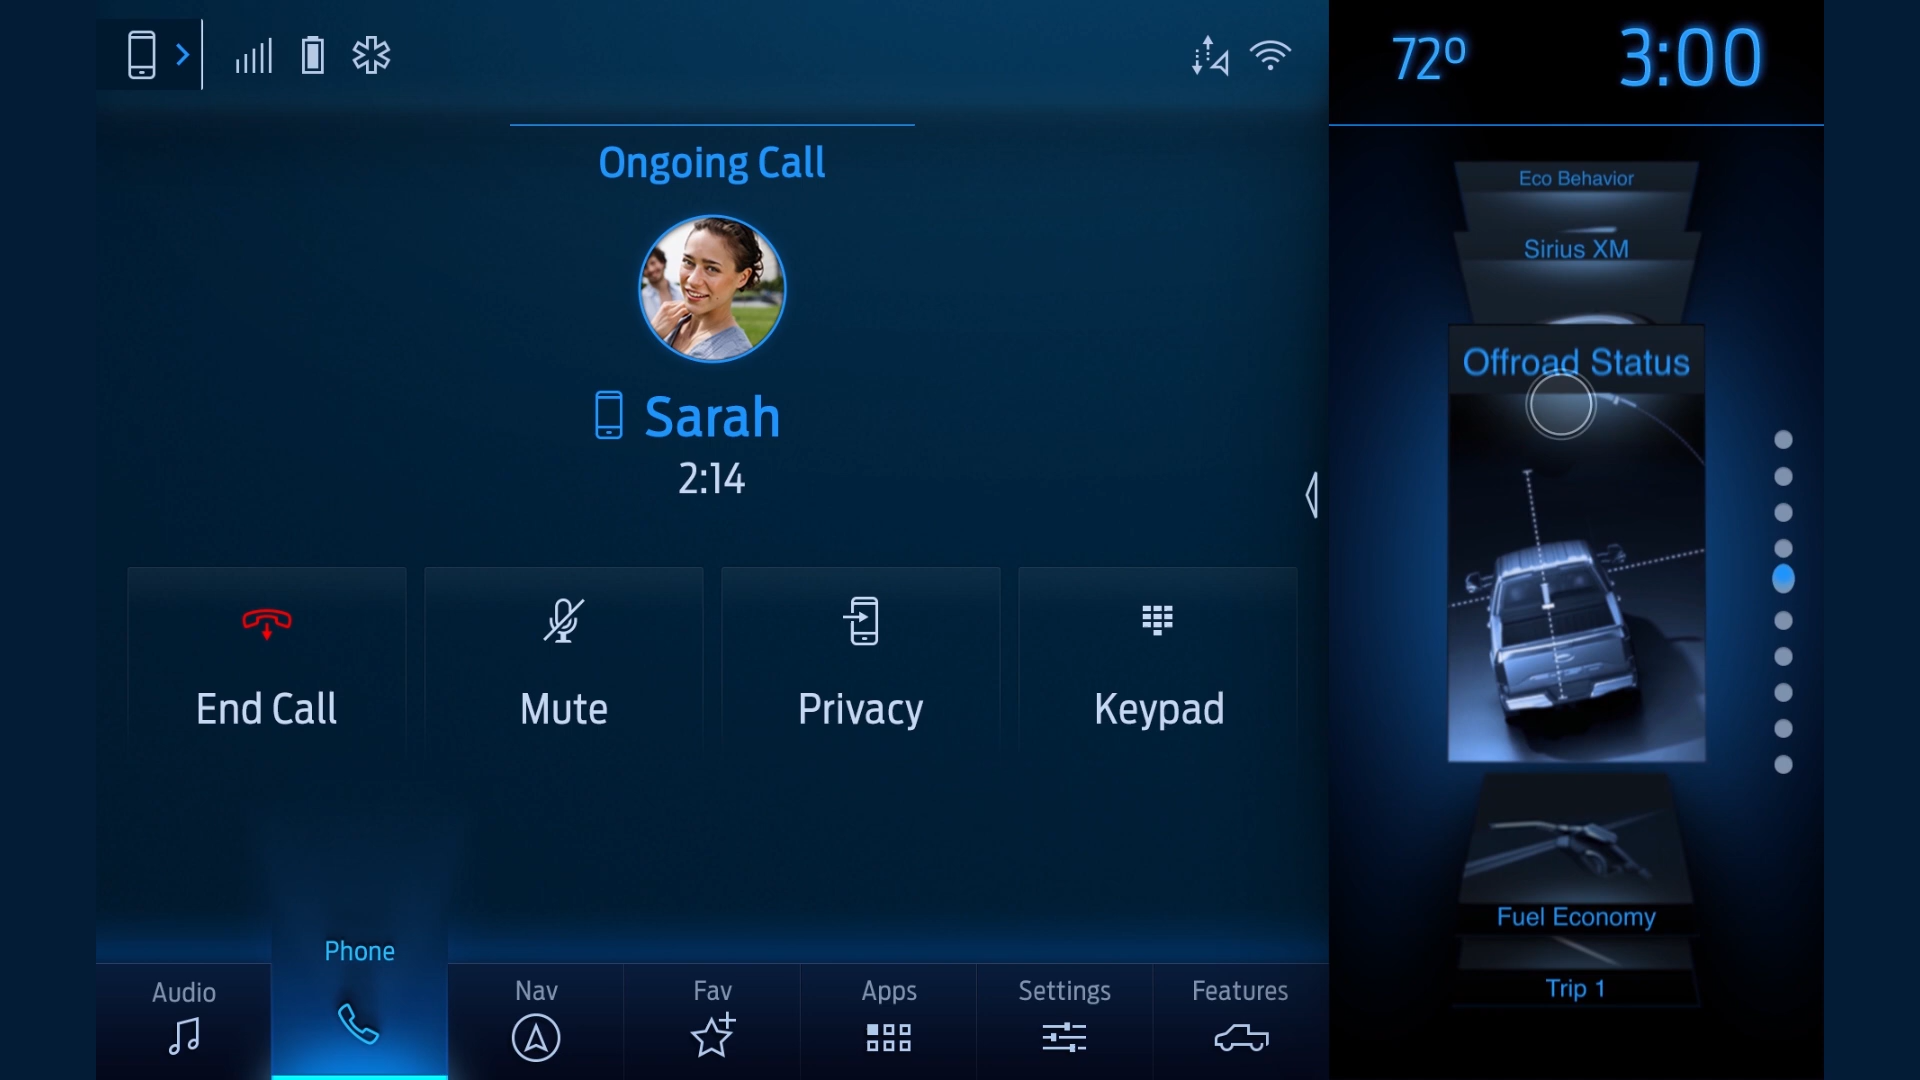 72º
3:00
Ongoing Call
Sarah
2:14
End Call
Mute
Privacy
Keypad
Eco Behavior
Sirius XM
Offroad Status
Fuel Economy
Trip 1
Audio
Phone
Nav
Fav
Apps
Settings
Features